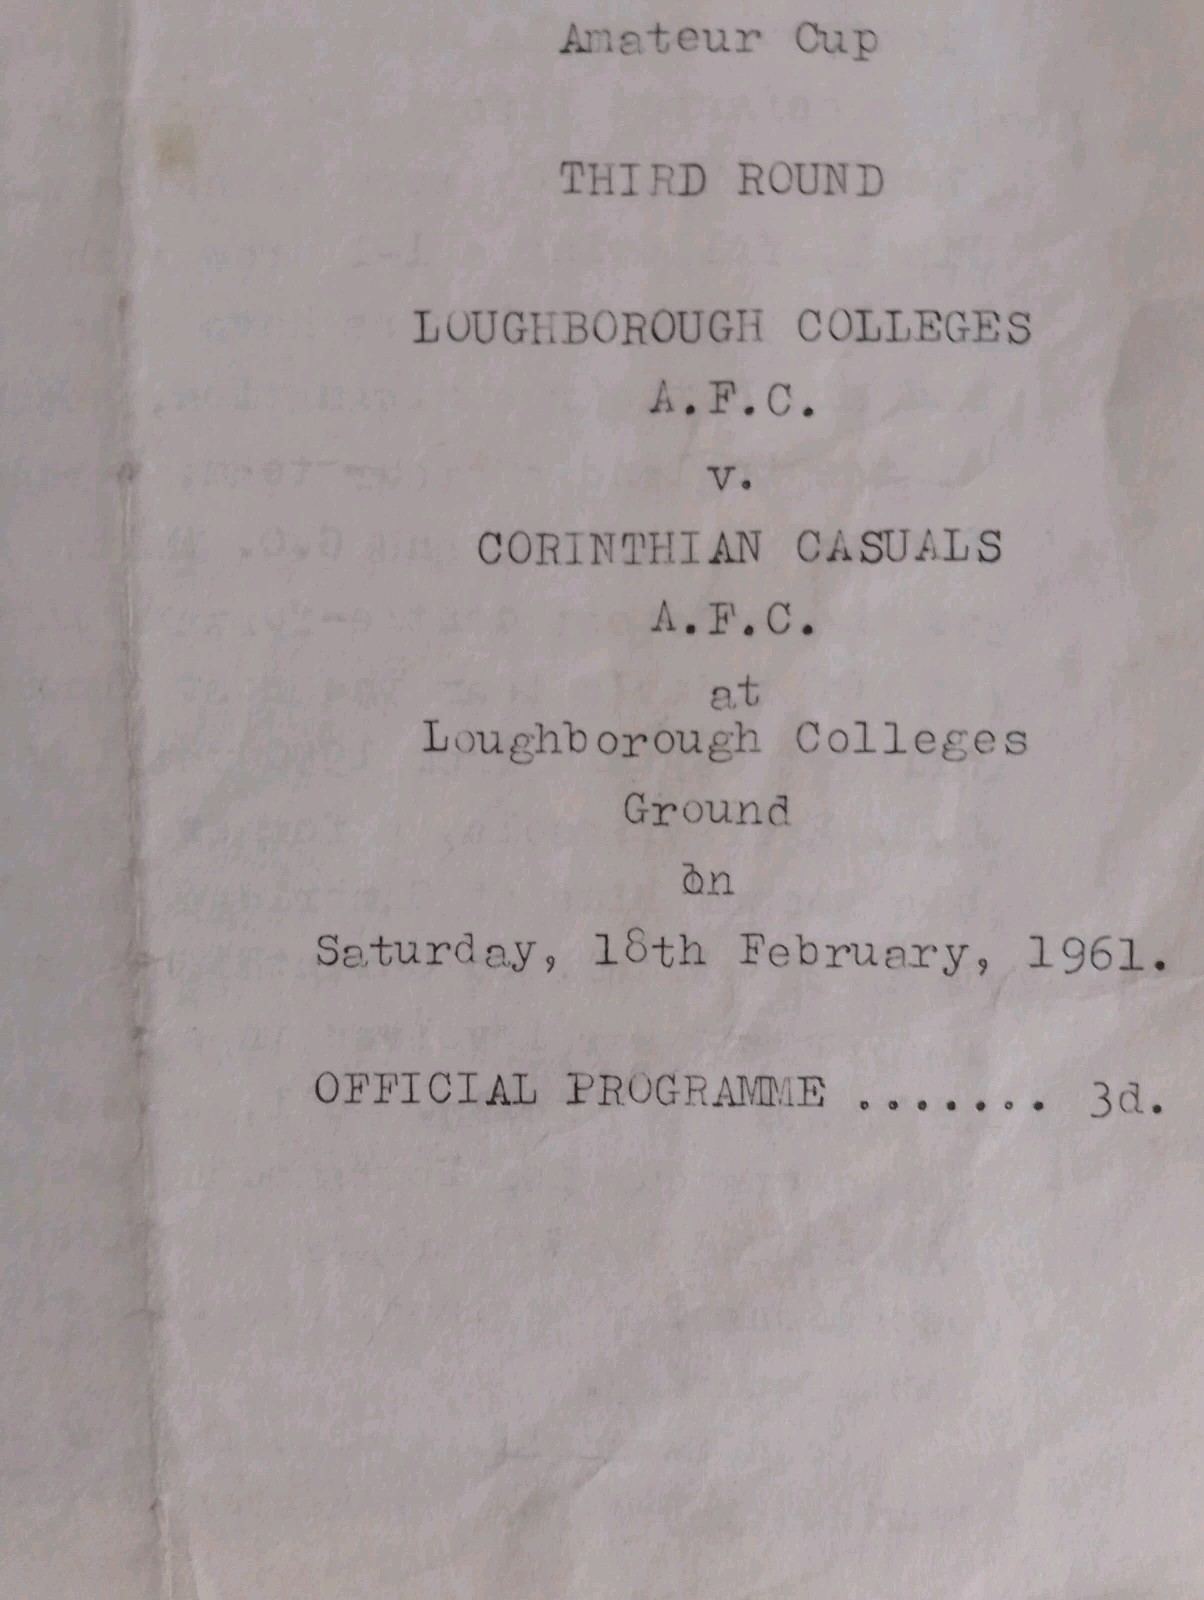 Amateur Cup
THIRD ROUND
LOUGHBOROUGH COLLEGES
A.F.C.
v.
CORINTHIAN CASUALS
A.F.C.
at
Loughborough Colleges
Ground
on
Saturday, 18th February, 1961.
OFFICIAL PROGRAMME ....... 3d.